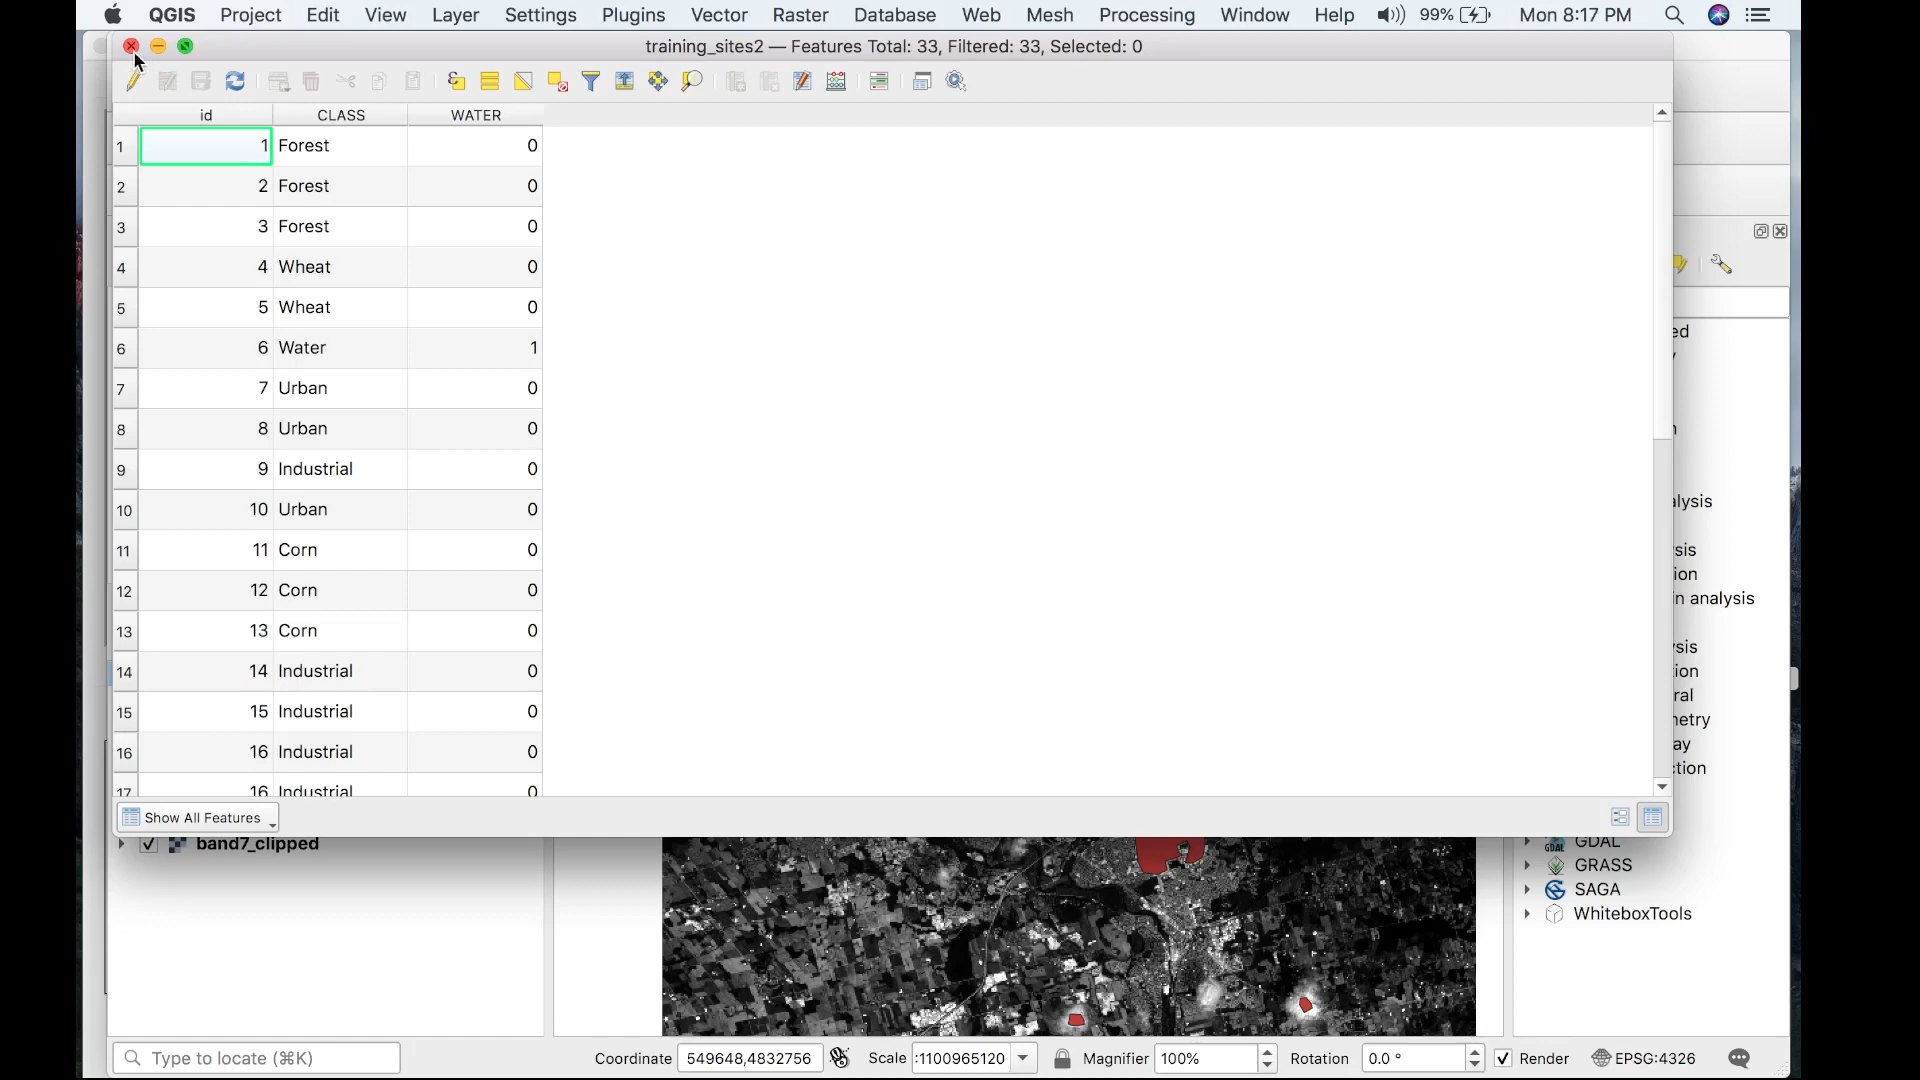 QGIS Project Edit View Layer Settings Plugins Vector Raster Database Web Mesh Processing Window Help 99% Mon 8:17 PM
training_sites2 — Features Total: 33, Filtered: 33, Selected: 0
id CLASS WATER
1 1 Forest 0
2 2 Forest 0
3 3 Forest 0
4 4 Wheat 0
5 5 Wheat 0
6 6 Water 1
7 7 Urban 0
8 8 Urban 0
9 9 Industrial 0
10 10 Urban 0
11 11 Corn 0
12 12 Corn 0
13 13 Corn 0
14 14 Industrial 0
15 15 Industrial 0
16 16 Industrial 0
17 16 Industrial 0
ed
alysis
sis
ion
in analysis
sis
ion
ral
netry
ay
ction
Show All Features
band7_clipped
GDAL
GRASS
SAGA
WhiteboxTools
Type to locate (⌘K) Coordinate 549648,4832756 Scale :1100965120 Magnifier 100% Rotation 0.0 ° Render EPSG:4326